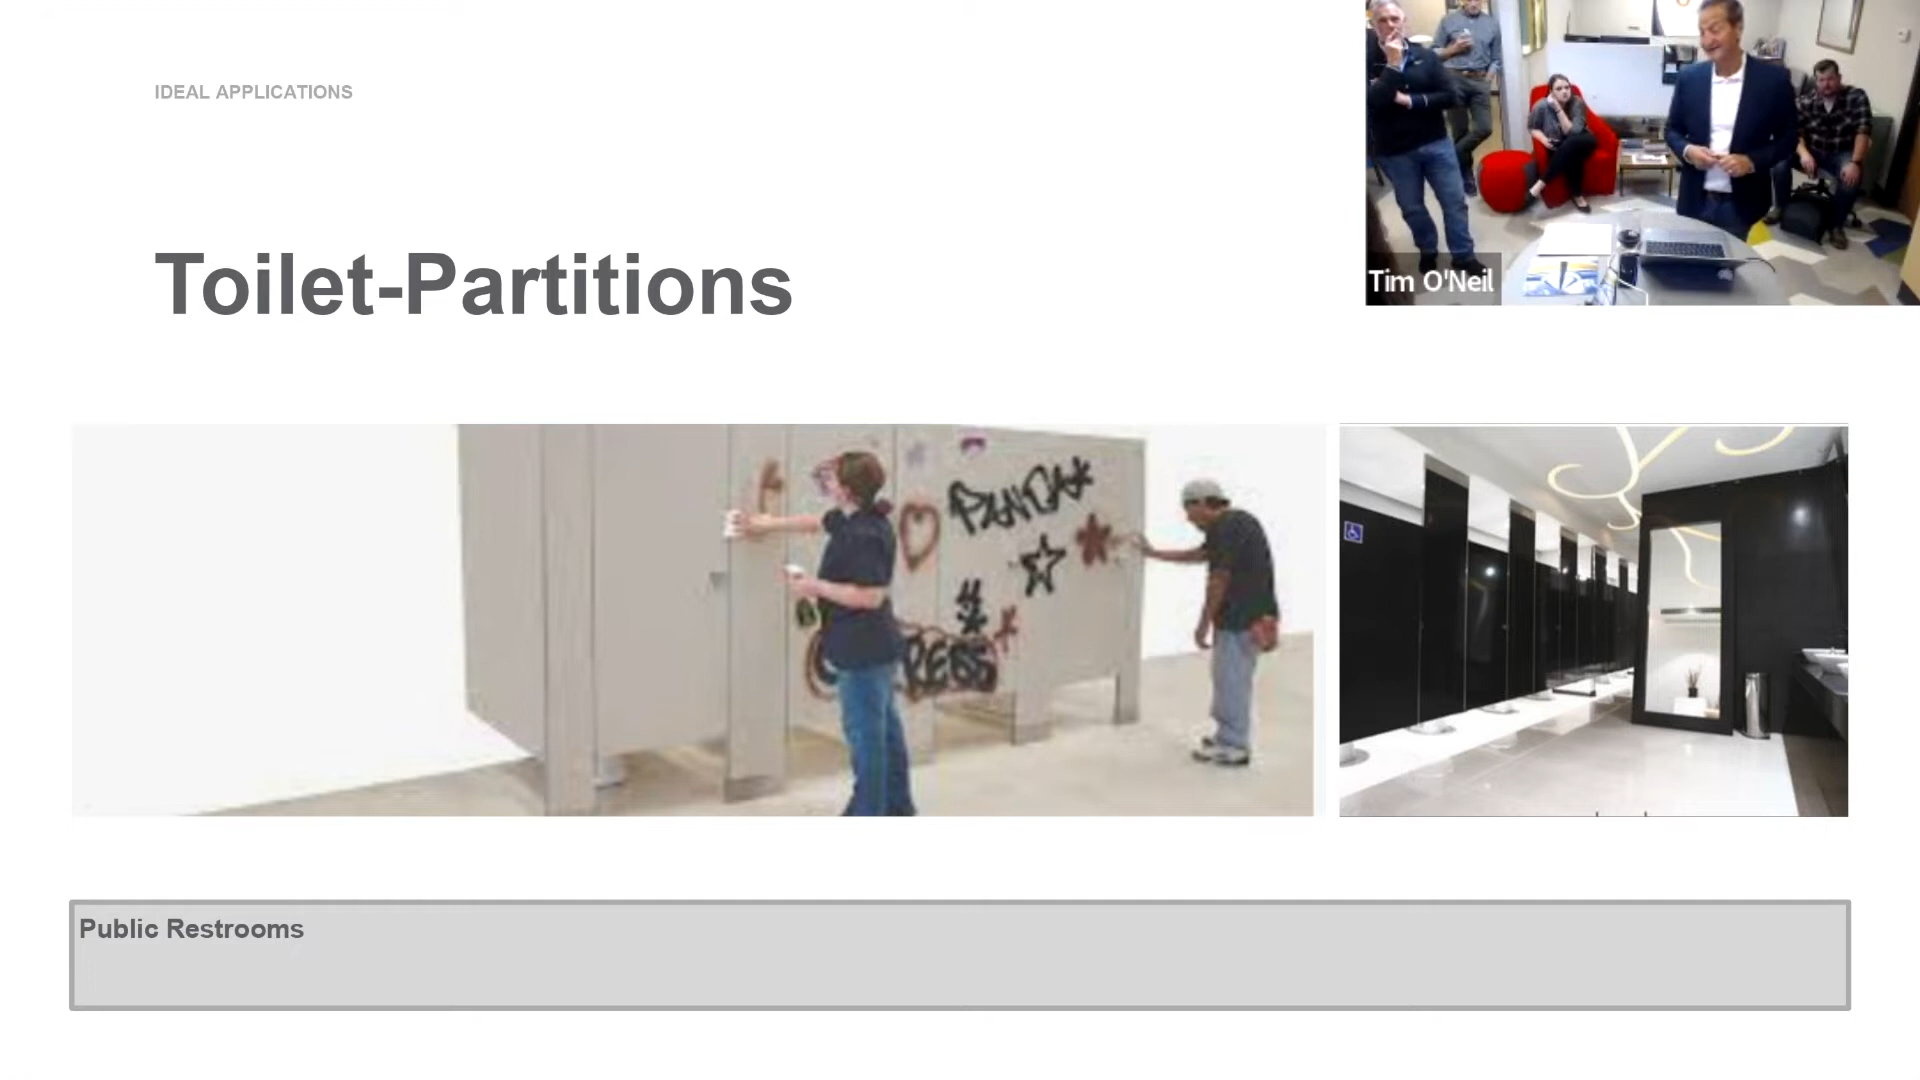 IDEAL APPLICATIONS
Tim O'Neil
Toilet-Partitions
Public Restrooms